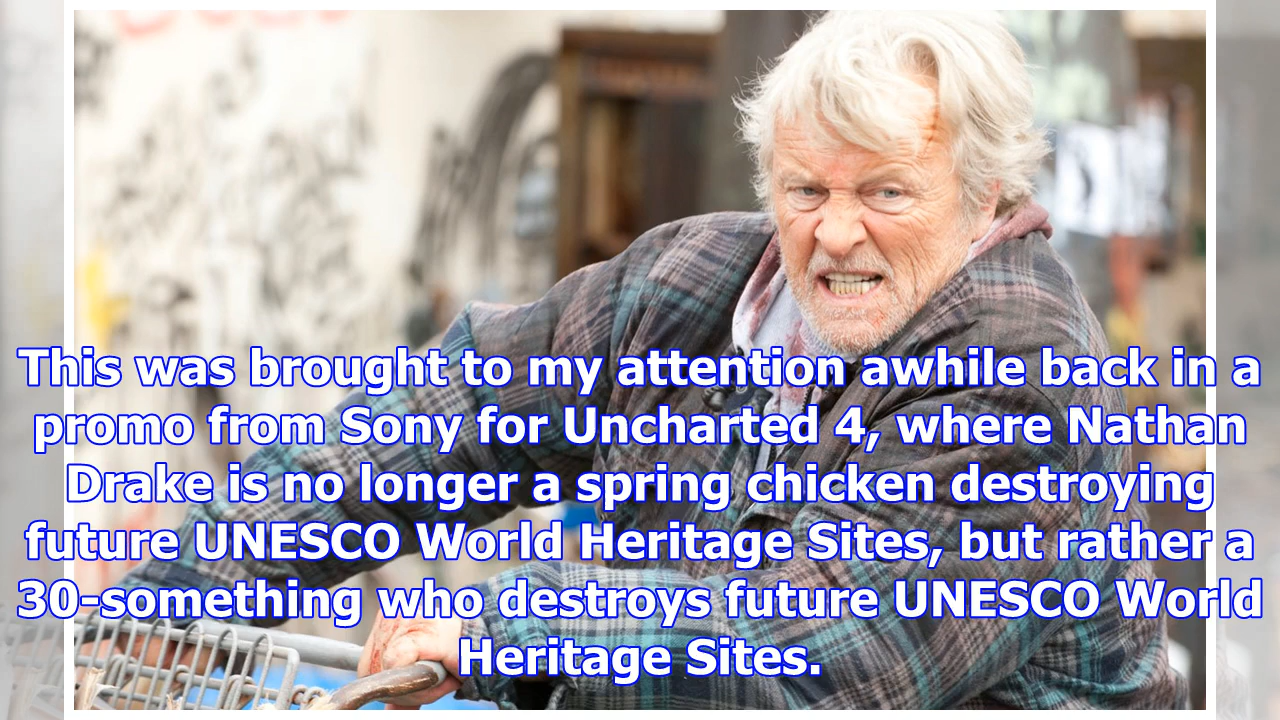 This was brought to my attention awhile back in a
promo from Sony for Uncharted 4, where Nathan
Drake is no longer a spring chicken destroying
future UNESCO World Heritage Sites, but rather a
30-something who destroys future UNESCO World
Heritage Sites.